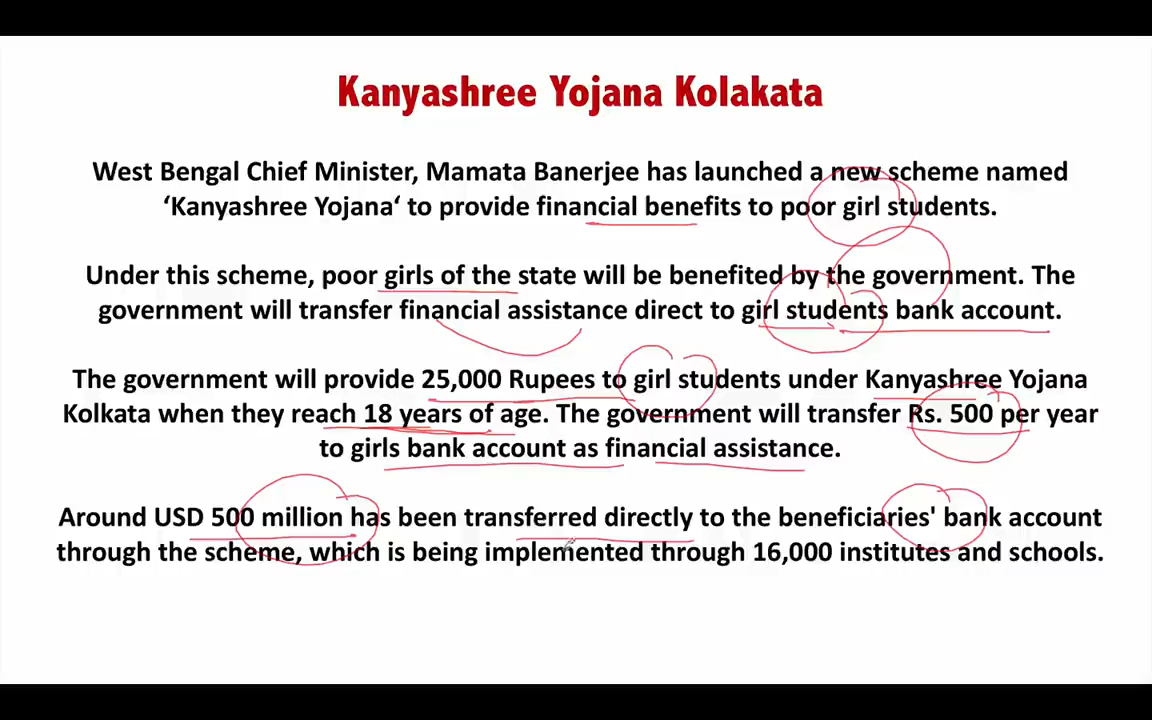 Kanyashree Yojana Kolakata
West Bengal Chief Minister, Mamata Banerjee has launched a new scheme named
‘Kanyashree Yojana‘ to provide financial benefits to poor girl students.
Under this scheme, poor girls of the state will be benefited by the government. The
government will transfer financial assistance direct to girl students bank account.
The government will provide 25,000 Rupees to girl students under Kanyashree Yojana
Kolkata when they reach 18 years of age. The government will transfer Rs. 500 per year
to girls bank account as financial assistance.
Around USD 500 million has been transferred directly to the beneficiaries' bank account
through the scheme, which is being implemented through 16,000 institutes and schools.